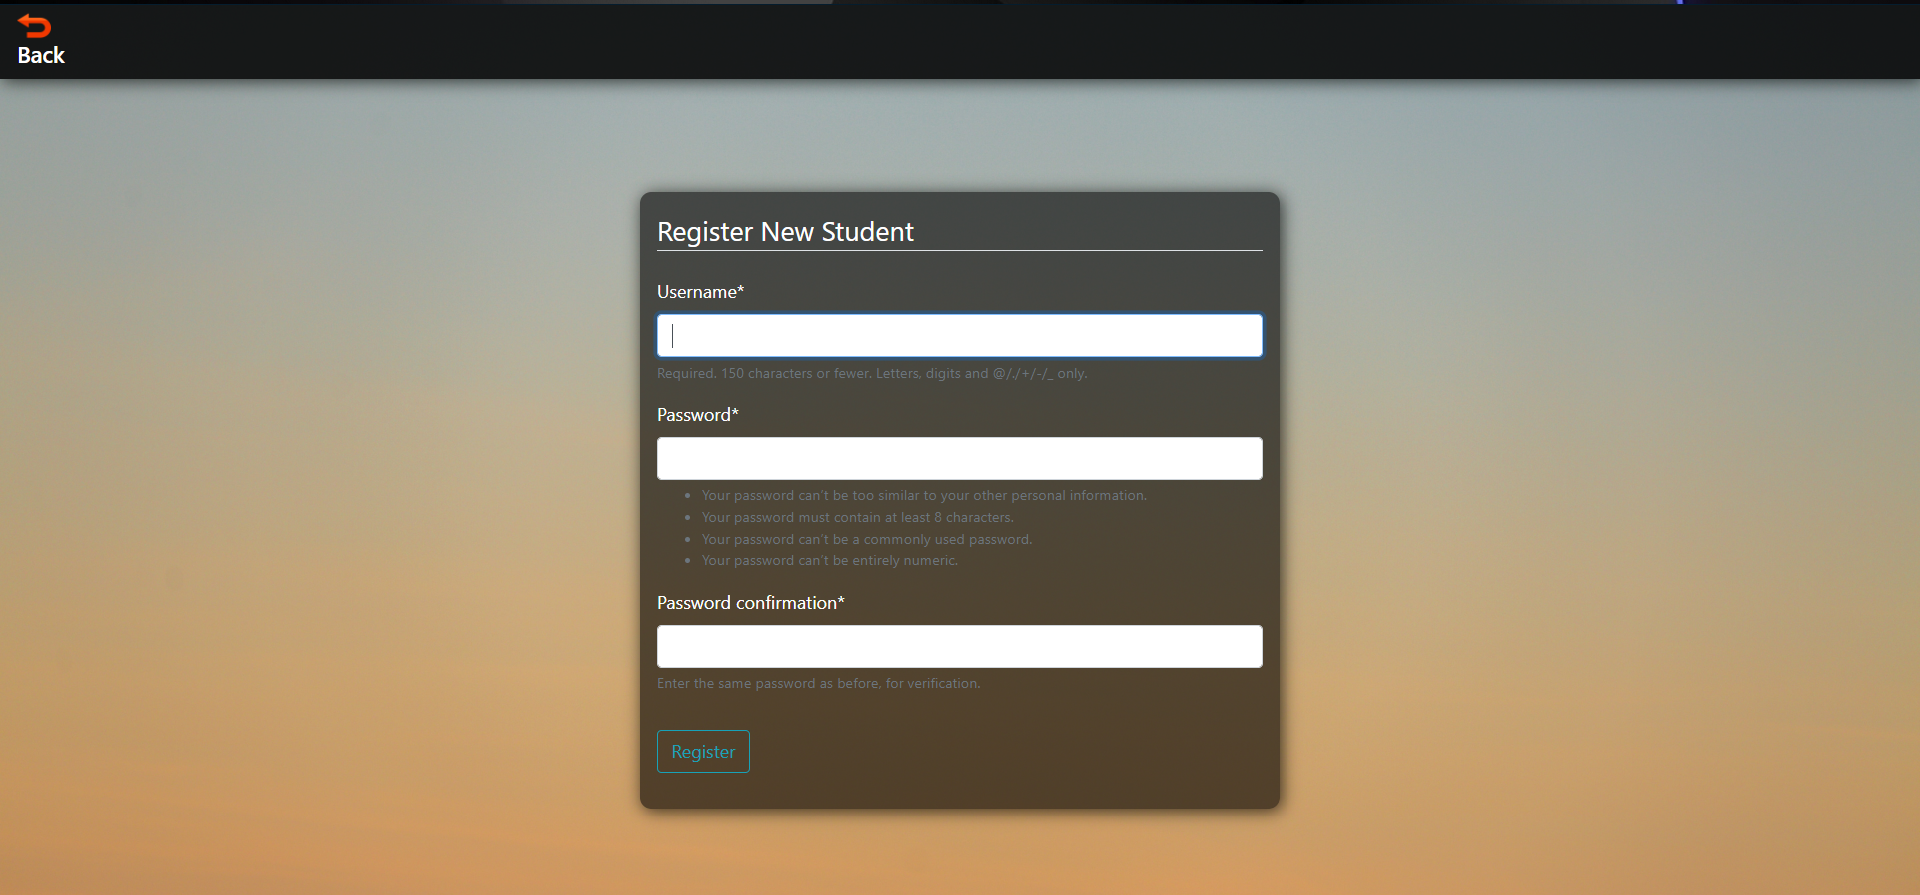 Back
Register New Student
Username*
Required. 150 characters or fewer. Letters, digits and @/./+/-/_ only.
Password*
Your password can't be too similar to your other personal information.
Your password must contain at least 8 characters.
Your password can't be a commonly used password.
Your password can't be entirely numeric.
Password confirmation*
Enter the same password as before, for verification.
Register